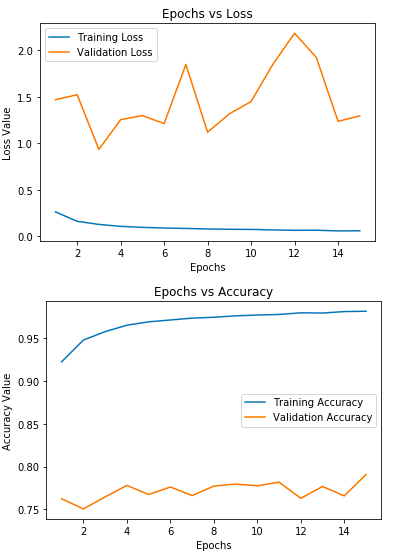 Epochs vs Loss
Training Loss
Validation Loss
2.0
1.5
1.0
0.5
0.0
Loss Value
2 4 6 8 10 12 14
Epochs
Epochs vs Accuracy
0.95
0.90
0.85
0.80
0.75
Accuracy Value
Training Accuracy
Validation Accuracy
2 4 6 8 10 12 14
Epochs